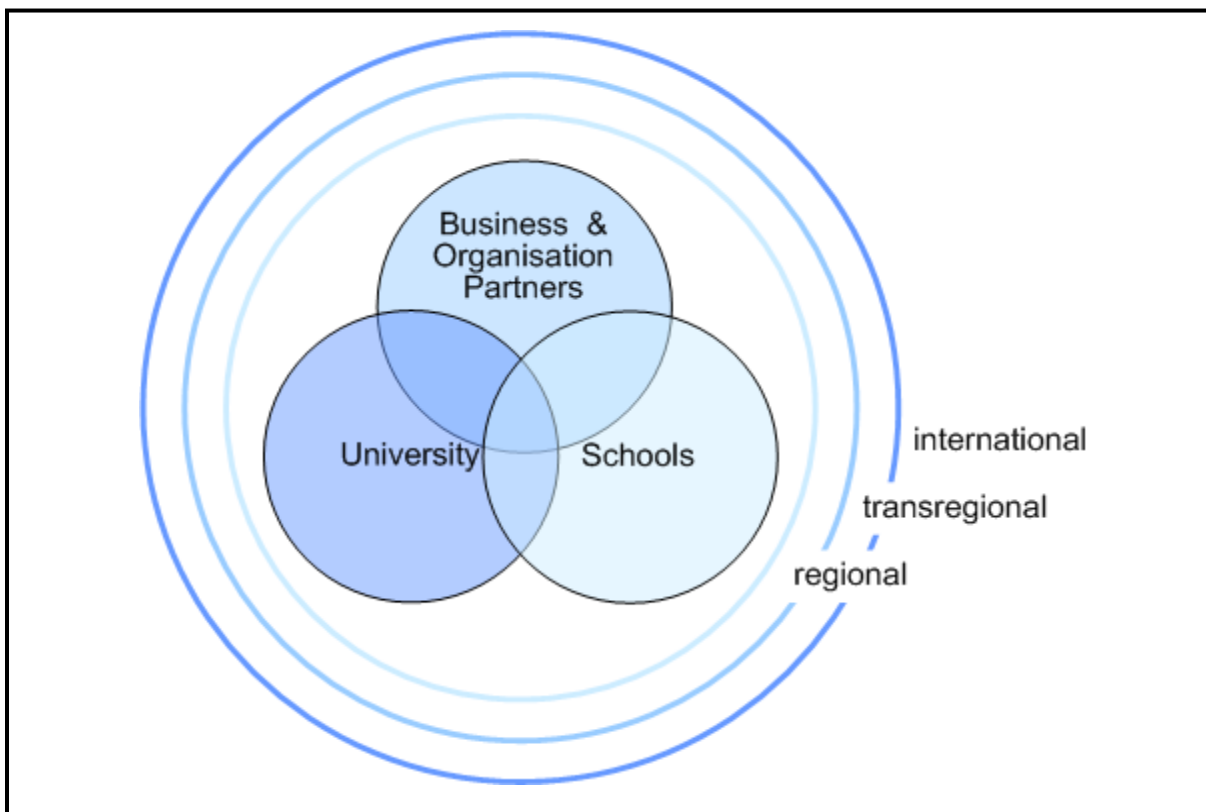 Business & 
Organisation
Partners
University
Schools
international
transregional
regional